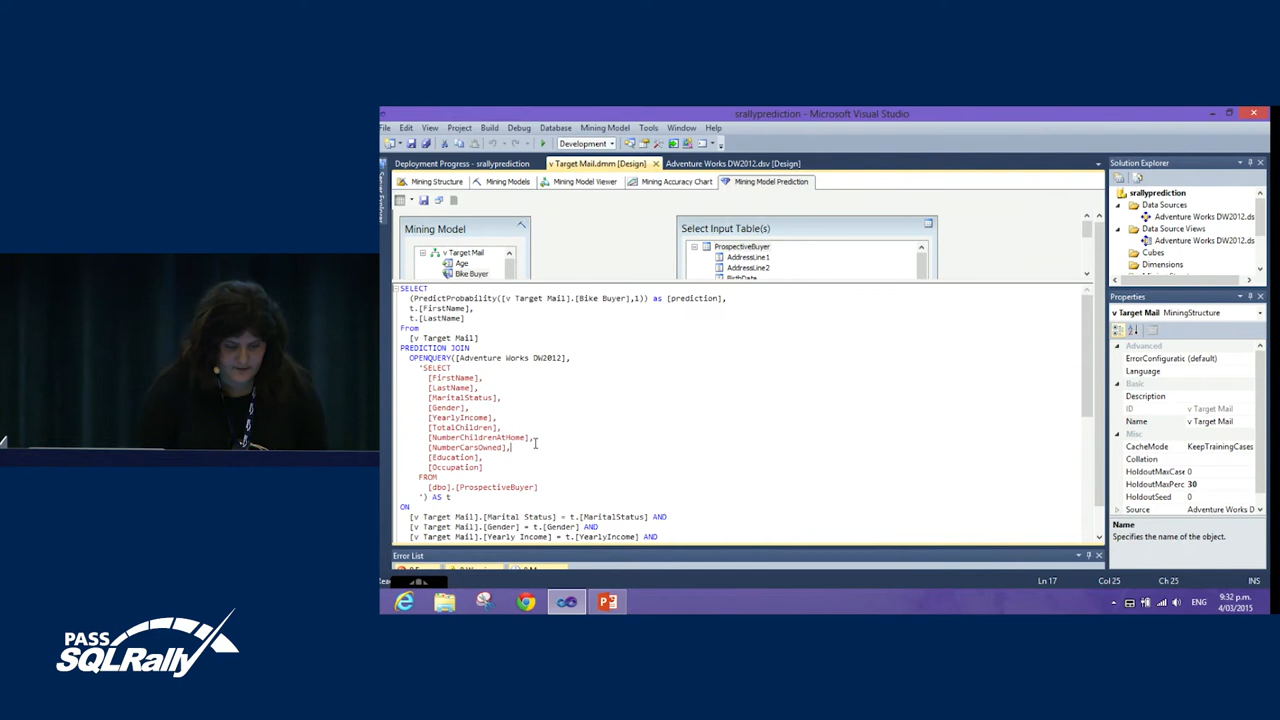 srallyprediction - Microsoft Visual Studio
File Edit View Project Build Debug Database Mining Model Tools Window Help
Development
Deployment Progress - srallyprediction
v Target Mail.dmm [Design]
Adventure Works DW2012.dsv [Design]
Server Explorer
Mining Structure
Mining Models
Mining Model Viewer
Mining Accuracy Chart
Mining Model Prediction
Mining Model
v Target Mail
Age
Bike Buyer
Select Input Table(s)
ProspectiveBuyer
AddressLine1
AddressLine2
SELECT
(PredictProbability([v Target Mail].[Bike Buyer],1)) as [prediction],
t.[FirstName],
t.[LastName]
From
[v Target Mail]
PREDICTION JOIN
OPENQUERY([Adventure Works DW2012],
'SELECT
[FirstName],
[LastName],
[MaritalStatus],
[Gender],
[YearlyIncome],
[TotalChildren],
[NumberChildrenAtHome],
[NumberCarsOwned],
[Education],
[Occupation]
FROM
[dbo].[ProspectiveBuyer]
') AS t
ON
[v Target Mail].[Marital Status] = t.[MaritalStatus] AND
[v Target Mail].[Gender] = t.[Gender] AND
[v Target Mail].[Yearly Income] = t.[YearlyIncome] AND
Error List
Solution Explorer
srallyprediction
Data Sources
Adventure Works DW2012.ds
Data Source Views
Adventure Works DW2012.ds
Cubes
Dimensions
Properties
v Target Mail MiningStructure
Advanced
ErrorConfiguratic (default)
Language
Basic
Description
ID v Target Mail
Name v Target Mail
Misc
CacheMode KeepTrainingCases
Collation
HoldoutMaxCase 0
HoldoutMaxPerc 30
HoldoutSeed 0
Source Adventure Works D
Name
Specifies the name of the object.
Ln 17 Col 25 Ch 25 INS
ENG
9:32 p.m.
4/03/2015
PASS
SQLRally